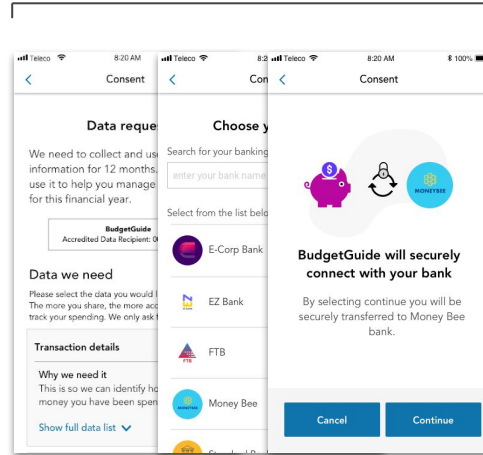 Teleco
8:20 AM
Consent
Data reque
We need to collect and us
information for 12 months.
use it to help you manage
for this financial year.
BudgetGuide
Accredited Data Recipient: 0
Data we need
Please select the data you would l
The more you share, the more acc
track your spending. We only ask
Transaction details
Why we need it
This is so we can identify ho
money you have been spen
Show full data list
Teleco
8:2
Con
Choose y
Search for your banking
enter your bank name
Select from the list belo
E-Corp Bank
EZ Bank
FTB
FTB
MONEYBEE
Money Bee
Teleco
8:20 AM
100%
Consent
MONEYBEE
BudgetGuide will securely
connect with your bank
By selecting continue you will be
securely transferred to Money Bee
bank.
Cancel
Continue